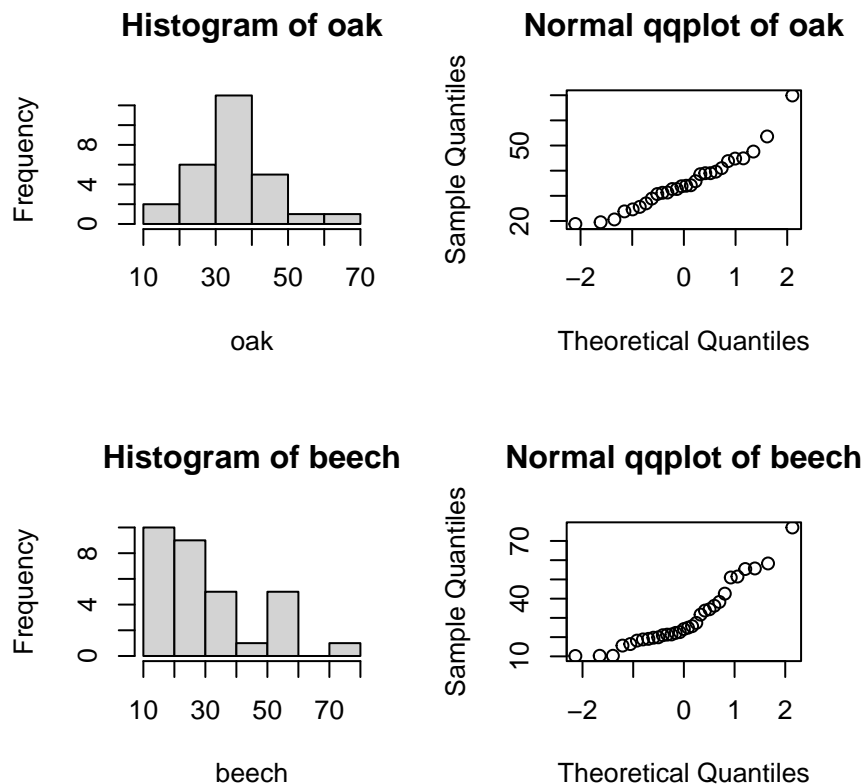 Histogram of oak
Frequency
0 4 8
10 30 50 70
oak
Normal qqplot of oak
Sample Quantiles
20 50
−2 0 1 2
Theoretical Quantiles
Histogram of beech
Frequency
0 4 8
10 30 50 70
beech
Normal qqplot of beech
Sample Quantiles
10 40 70
−2 0 1 2
Theoretical Quantiles